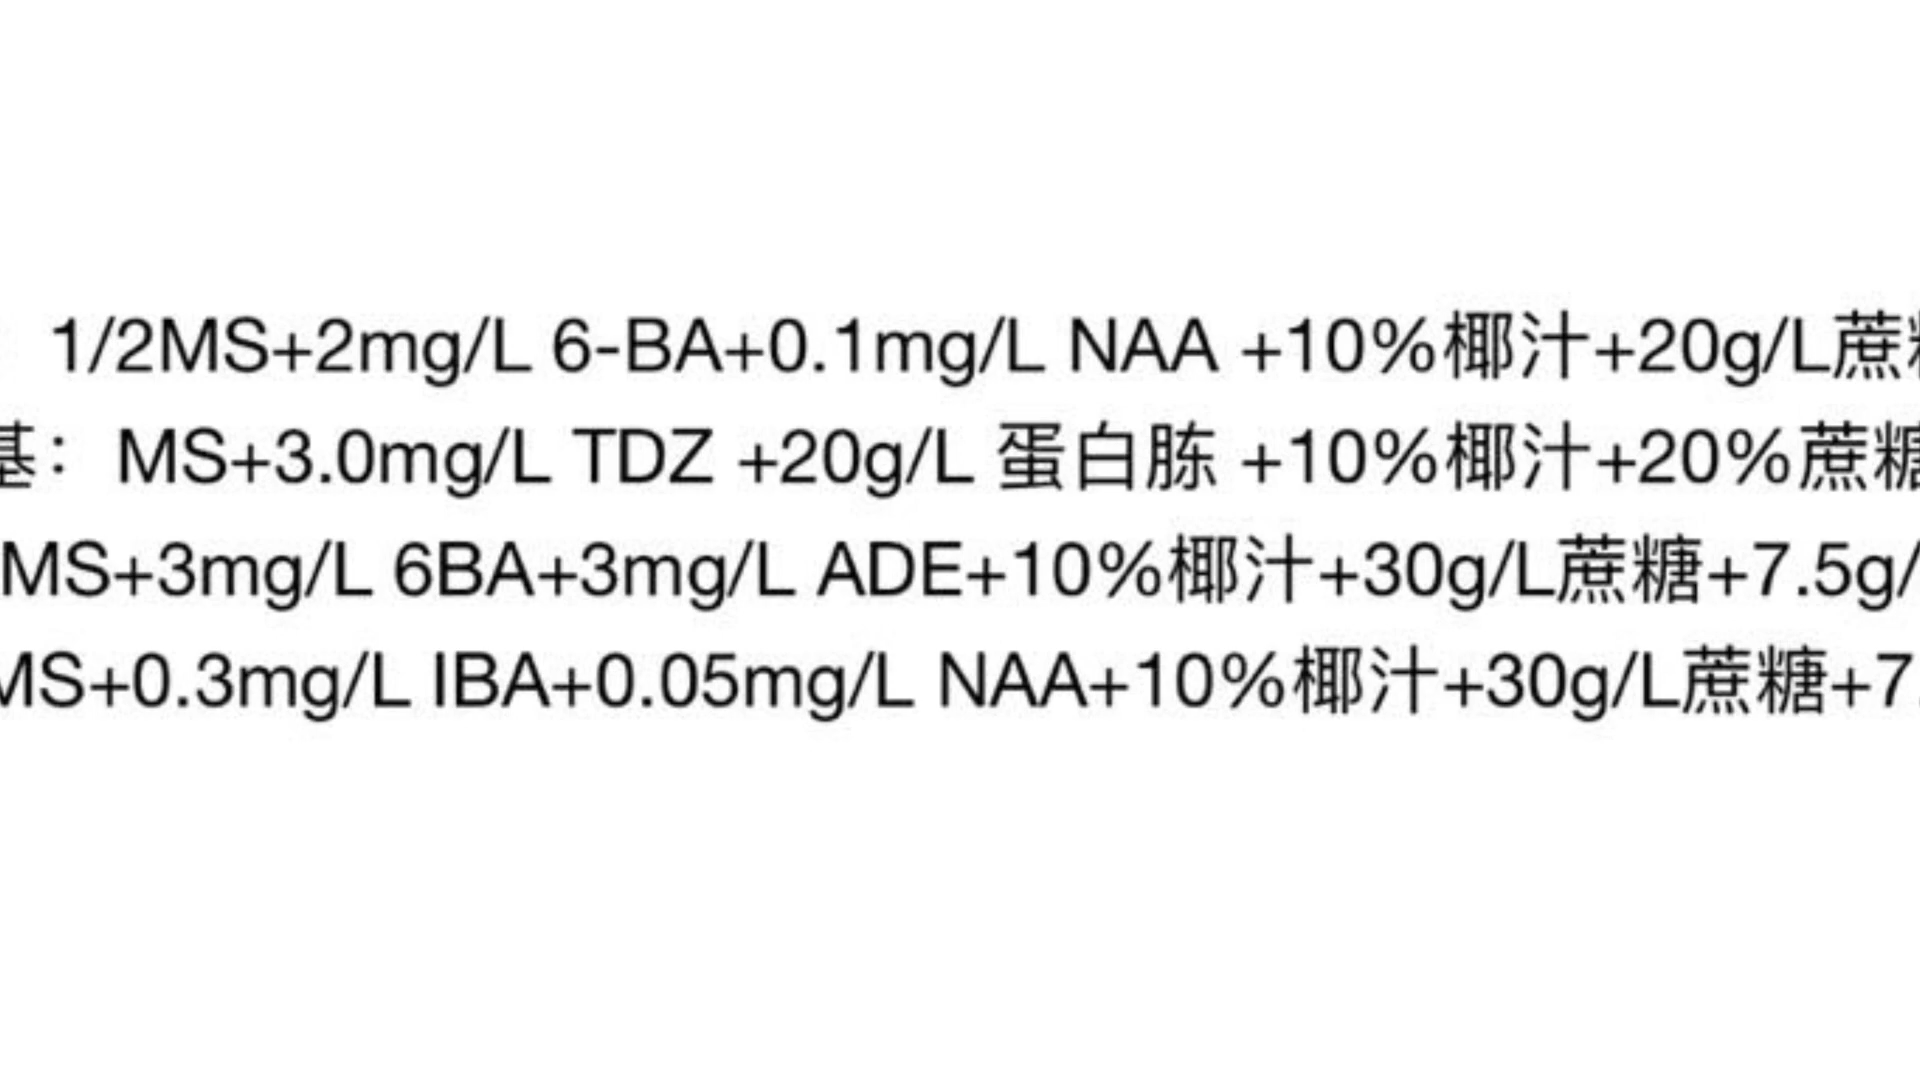 1/2MS+2mg/L 6-BA+0.1mg/L NAA +10%椰汁+20g/L蔗
基：MS+3.0mg/L TDZ +20g/L 蛋白胨 +10%椰汁+20%蔗糖
MS+3mg/L 6BA+3mg/L ADE+10%椰汁+30g/L蔗糖+7.5g/
MS+0.3mg/L IBA+0.05mg/L NAA+10%椰汁+30g/L蔗糖+7.